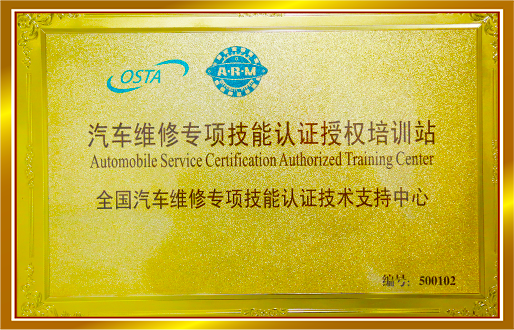 OSTA
A·R·M
汽车维修专项技能认证授权培训站
Automobile Service Certification Authorized Training Center
全国汽车维修专项技能认证技术支持中心
编号：500102